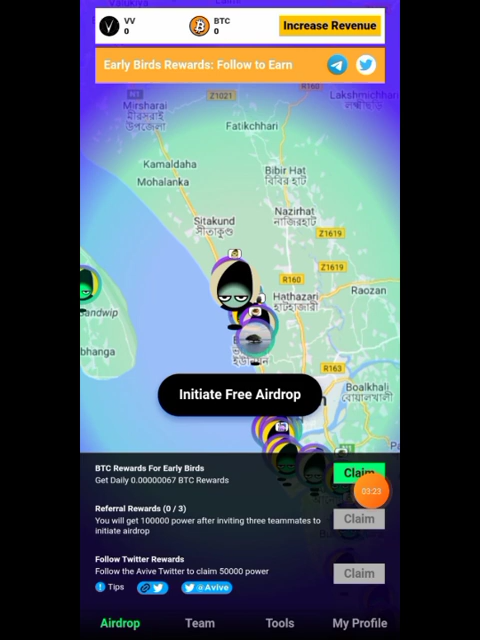 VV
0
BTC
0
Increase Revenue
Early Birds Rewards: Follow to Earn
Z1021
R160
Lakshmichhari
Mirsharai
মীরসরাই
উপজেলা
Fatikchhari
Kamaldaha
Mohalanka
Bibir Hat
বিবির হাট
Sitakund
সীতাকুণ্ড
Nazirhat
নাজিরহাট
Z1619
Z1619
R160
Hathazari
হাটহাজারী
Raozan
R163
Boalkhali
বোয়ালখালী
Initiate Free Airdrop
BTC Rewards For Early Birds
Get Daily 0.00000067 BTC Rewards
Claim
03:23
Referral Rewards (0 / 3)
You will get 100000 power after inviting three teammates to
initiate airdrop
Claim
Follow Twitter Rewards
Follow the Avive Twitter to claim 50000 power
Claim
Tips
@Avive
Airdrop
Team
Tools
My Profile